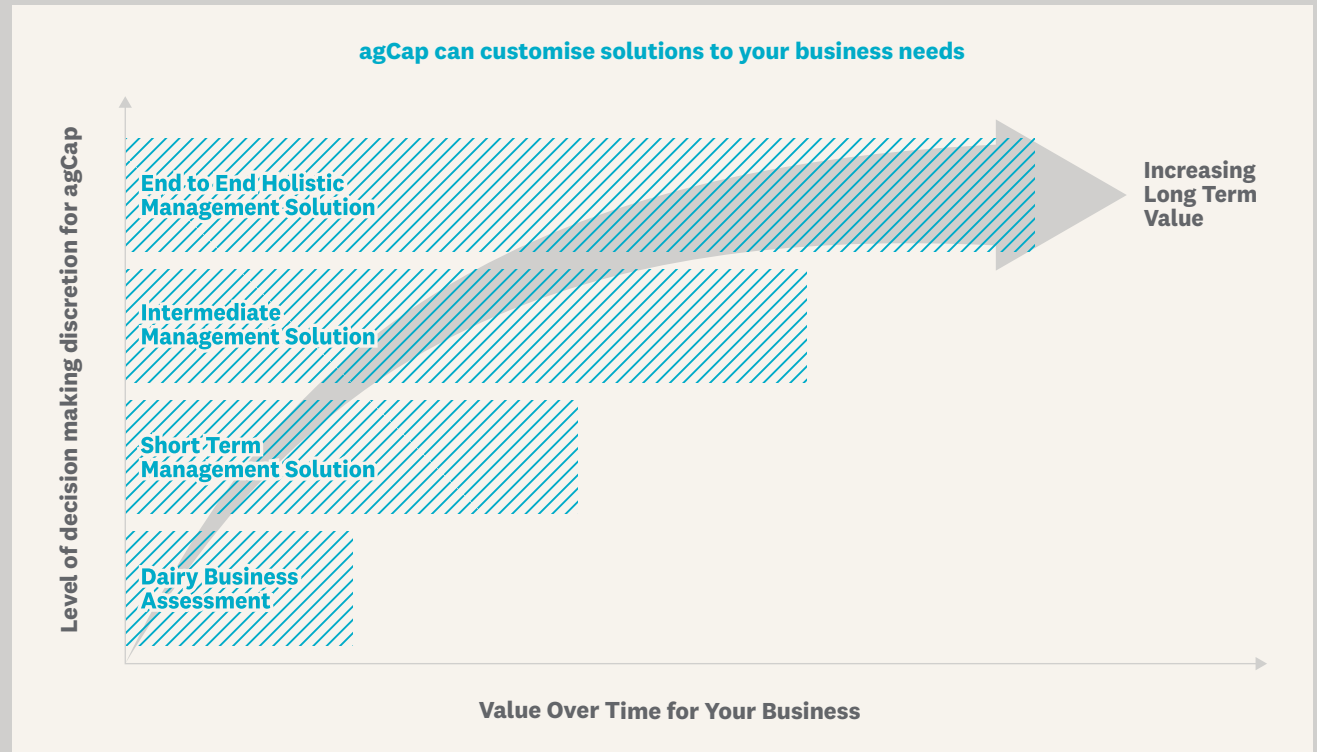 agCap can customise solutions to your business needs
Level of decision making discretion for agCap
End to End Holistic
Management Solution
Increasing
Long Term
Value
Intermediate
Management Solution
Short Term
Management Solution
Dairy Business
Assessment
Value Over Time for Your Business